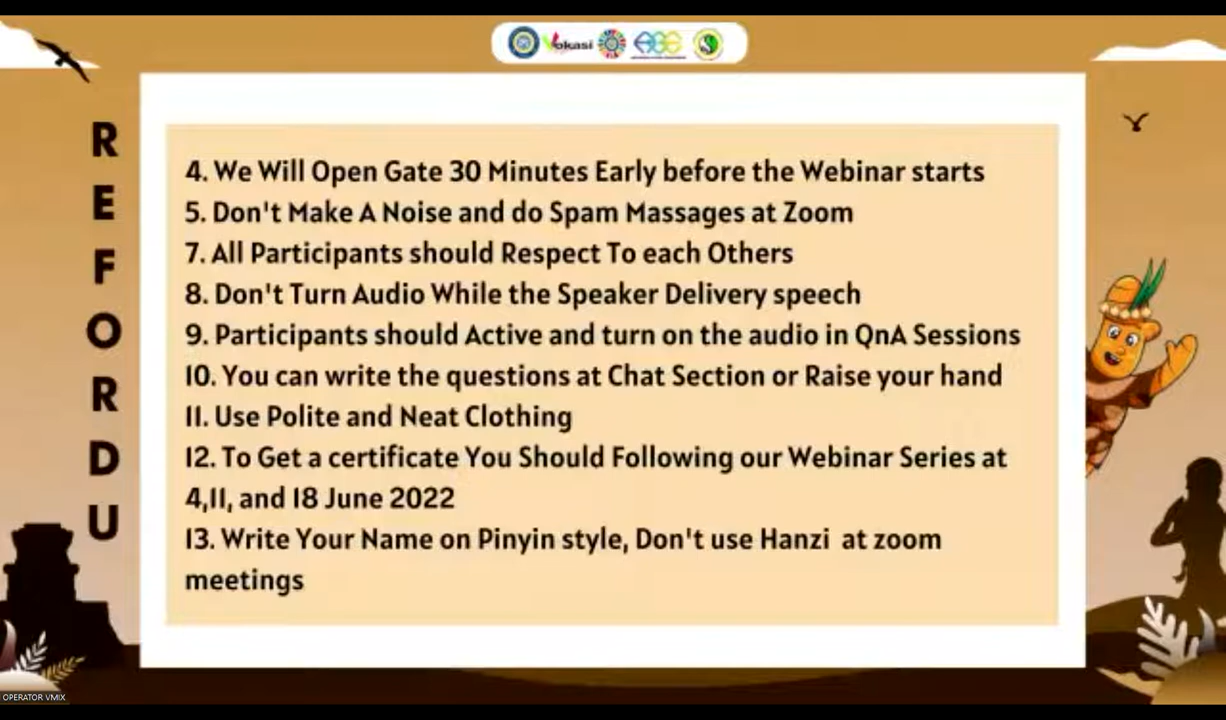 Vokasi
R
E
F
O
R
D
U
4. We Will Open Gate 30 Minutes Early before the Webinar starts
5. Don't Make A Noise and do Spam Massages at Zoom
7. All Participants should Respect To each Others
8. Don't Turn Audio While the Speaker Delivery speech
9. Participants should Active and turn on the audio in QnA Sessions
10. You can write the questions at Chat Section or Raise your hand
11. Use Polite and Neat Clothing
12. To Get a certificate You Should Following our Webinar Series at
4,11, and 18 June 2022
13. Write Your Name on Pinyin style, Don't use Hanzi at zoom
meetings
OPERATOR VMIX